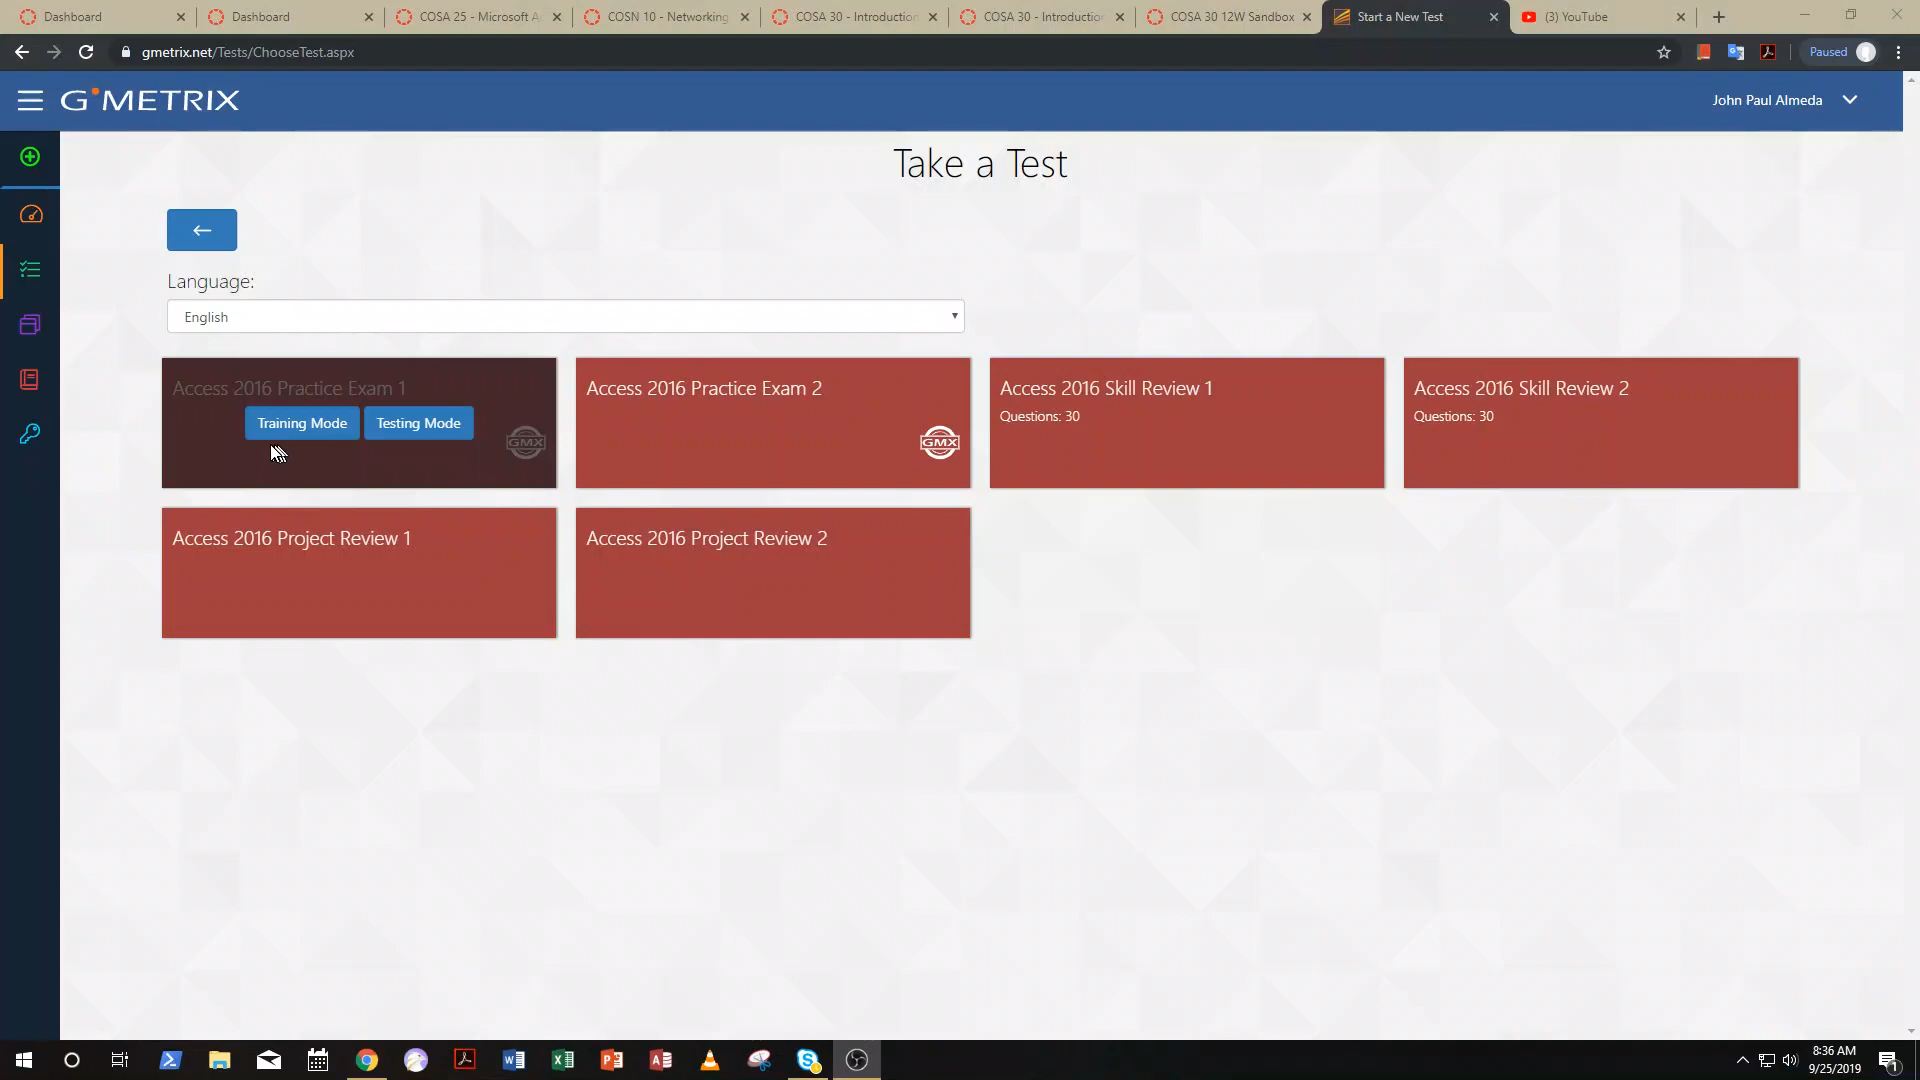 Dashboard
Dashboard
COSA 25 - Microsoft A
COSN 10 - Networking
COSA 30 - Introduction
COSA 30 - Introduction
COSA 30 12W Sandbox
Start a New Test
(3) YouTube
gmetrix.net/Tests/ChooseTest.aspx
Paused
GMETRIX
John Paul Almeda
Take a Test
Language:
English
Access 2016 Practice Exam 1
Training Mode
Testing Mode
GMX
Access 2016 Practice Exam 2
GMX
Access 2016 Skill Review 1
Questions: 30
Access 2016 Skill Review 2
Questions: 30
Access 2016 Project Review 1
Access 2016 Project Review 2
8:36 AM
9/25/2019
1